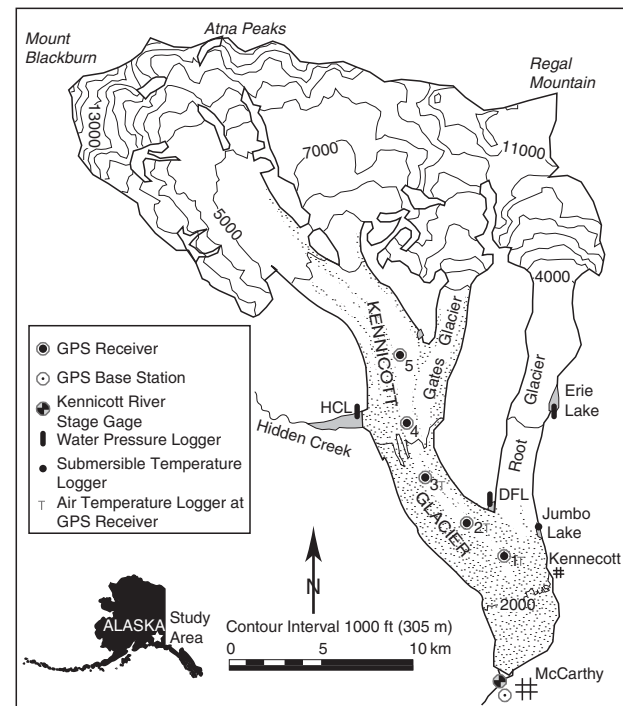 Mount
Blackburn
Atna Peaks
Regal
Mountain
13000
7000
11000
5000
4000
KENNICOTT
GLACIER
Gates Glacier
Root Glacier
Erie
Lake
HCL
Hidden Creek
DFL
Jumbo
Lake
Kennecott
5
4
3T
2T
1T
2000
GPS Receiver
GPS Base Station
Kennicott River
Stage Gage
Water Pressure Logger
Submersible Temperature
Logger
T Air Temperature Logger at
GPS Receiver
N
ALASKA
Study
Area
Contour Interval 1000 ft (305 m)
0 5 10 km
McCarthy